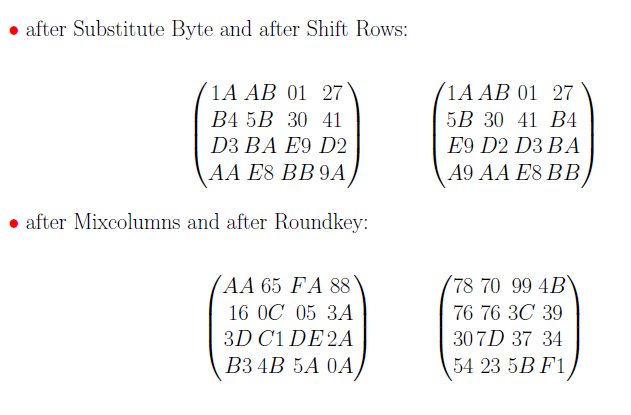 • after Substitute Byte and after Shift Rows:
1A AB 01 27 1A AB 01 27
B4 5B 30 41 5B 30 41 B4
D3 BA E9 D2 E9 D2 D3 BA
AA E8 BB 9A A9 AA E8 BB
• after Mixcolumns and after Roundkey:
AA 65 FA 88 78 70 99 4B
16 0C 05 3A 76 76 3C 39
3D C1 DE 2A 30 7D 37 34
B3 4B 5A 0A 54 23 5B F1